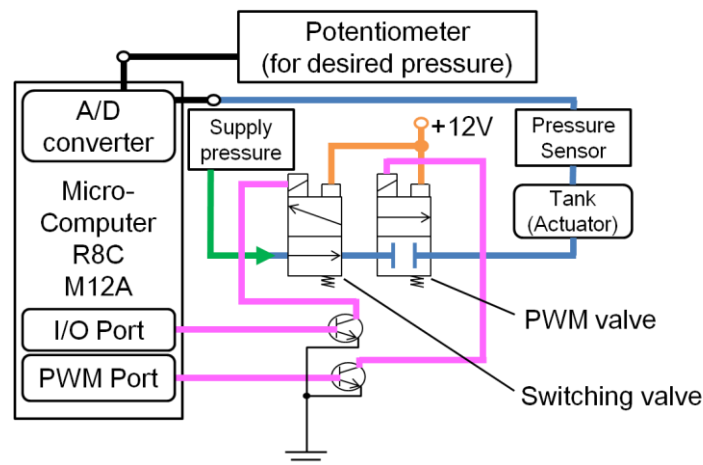 Potentiometer
(for desired pressure)
A/D
converter
Supply
pressure
+12V
Pressure
Sensor
Tank
(Actuator)
Micro-
Computer
R8C
M12A
I/O Port
PWM Port
PWM valve
Switching valve